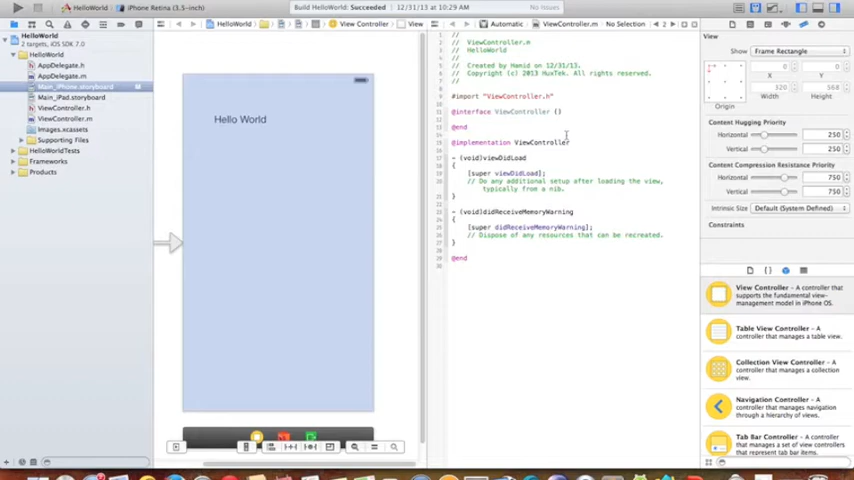 HelloWorld
iPhone Retina (3.5-inch)
Build HelloWorld: Succeeded
12/31/13 at 10:29 AM
No Issues
HelloWorld
View Controller
View
Automatic
ViewController.m
No Selection
2
HelloWorld
2 targets, iOS SDK 7.0
HelloWorld
AppDelegate.h
AppDelegate.m
Main_iPhone.storyboard
M
Main_iPad.storyboard
ViewController.h
ViewController.m
Images.xcassets
Supporting Files
HelloWorldTests
Frameworks
Products
Hello World
//
// ViewController.m
// HelloWorld
//
// Created by Hamid on 12/31/13.
// Copyright (c) 2013 HuxTek. All rights reserved.
//
#import "ViewController.h"
@interface ViewController ()
@end
@implementation ViewController
- (void)viewDidLoad
{
[super viewDidLoad];
// Do any additional setup after loading the view,
typically from a nib.
}
- (void)didReceiveMemoryWarning
{
[super didReceiveMemoryWarning];
// Dispose of any resources that can be recreated.
}
@end
View
Show
Frame Rectangle
0
0
X
Y
Origin
320
568
Width
Height
Content Hugging Priority
Horizontal
250
Vertical
250
Content Compression Resistance Priority
Horizontal
750
Vertical
750
Intrinsic Size
Default (System Defined)
Constraints
View Controller - A controller that
supports the fundamental view-
management model in iPhone OS.
Table View Controller - A
controller that manages a table view.
Collection View Controller - A
controller that manages a collection
view.
Navigation Controller - A
controller that manages navigation
through a hierarchy of views.
Tab Bar Controller - A controller
that manages a set of view controllers
that represent tab bar items.